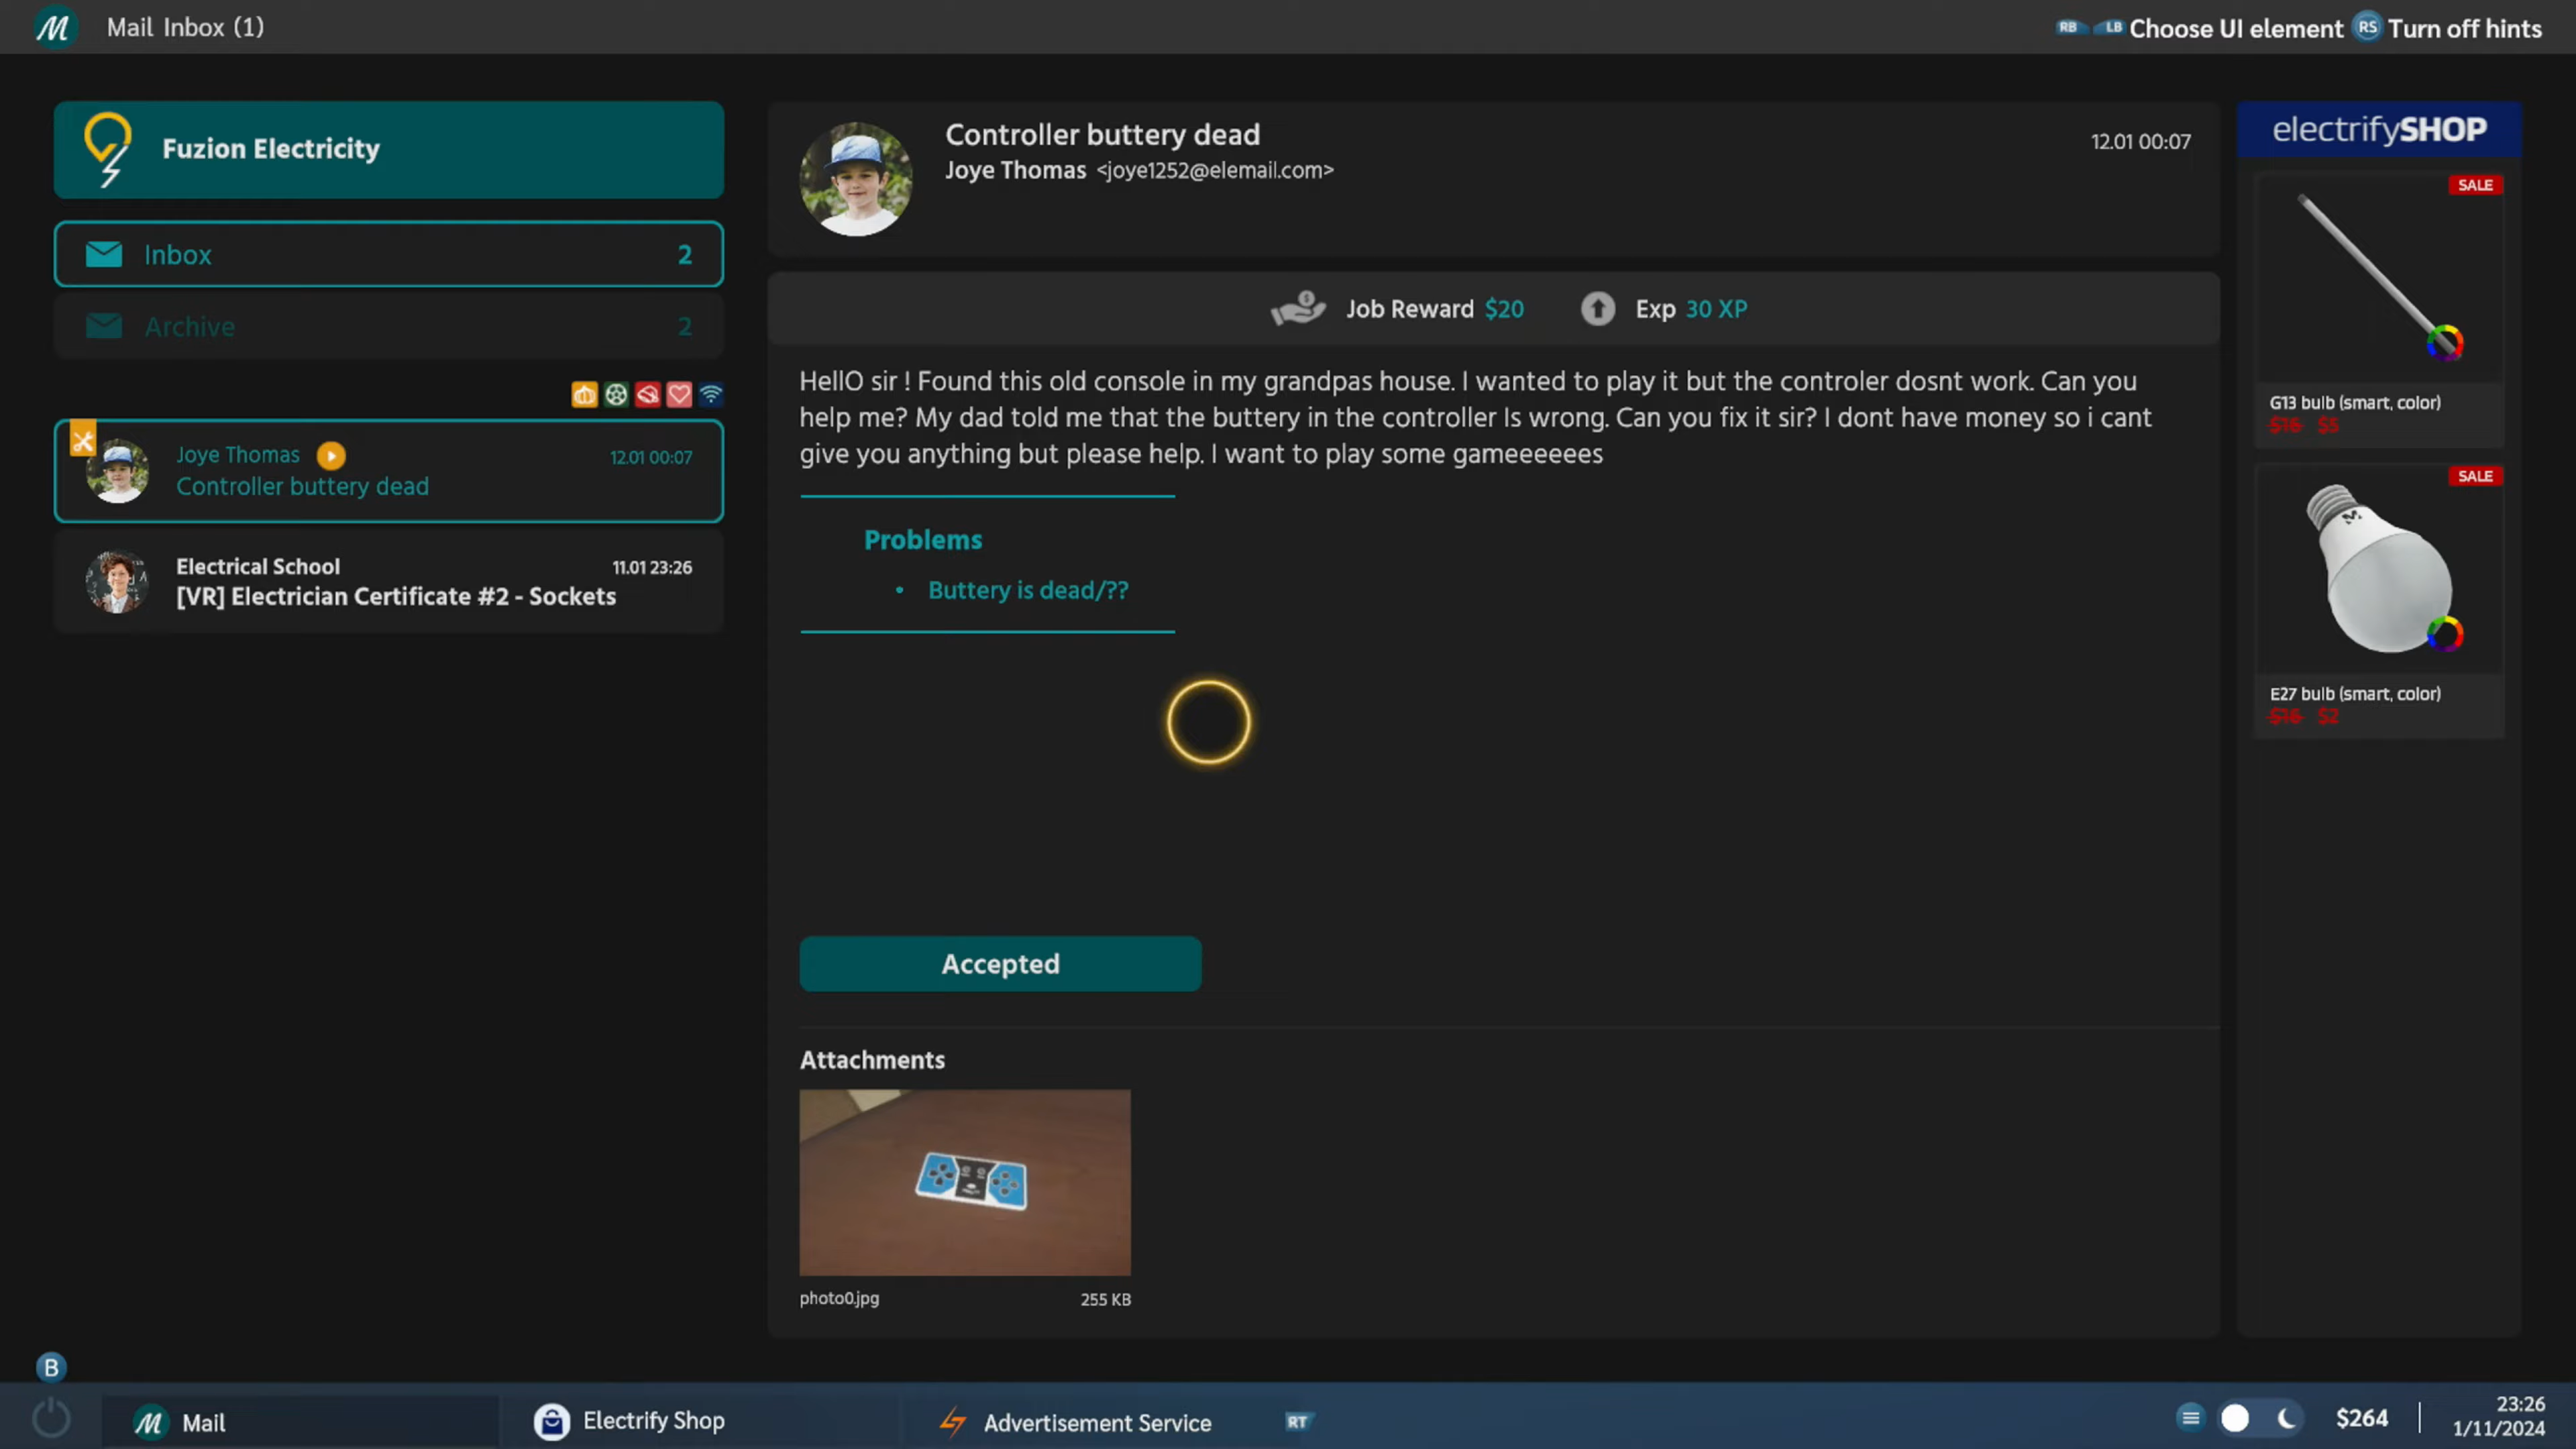 Mail Inbox (1)
RB LB Choose UI element RS Turn off hints
Fuzion Electricity
Inbox 2
Archive 2
Joye Thomas 12.01 00:07
Controller buttery dead
Electrical School 11.01 23:26
[VR] Electrician Certificate #2 - Sockets
Controller buttery dead
Joye Thomas <joye1252@elemail.com>
12.01 00:07
Job Reward $20 Exp 30 XP
HellO sir ! Found this old console in my grandpas house. I wanted to play it but the controler dosnt work. Can you
help me? My dad told me that the buttery in the controller Is wrong. Can you fix it sir? I dont have money so i cant
give you anything but please help. I want to play some gameeeeees
Problems
• Buttery is dead/??
Accepted
Attachments
photo0.jpg 255 KB
electrifySHOP
SALE
G13 bulb (smart, color)
$16 $5
SALE
E27 bulb (smart, color)
$16 $2
B
Mail
Electrify Shop
Advertisement Service
RT
$264
23:26
1/11/2024